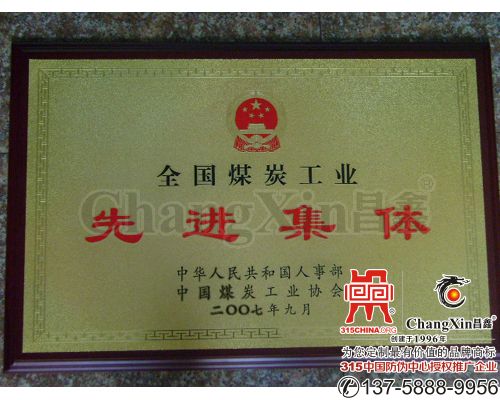 全国煤炭工业
ChangXin昌鑫®
先进集体
中华人民共和国人事部
中国煤炭工业协会
二〇〇七年九月
315CHINA.ORG
ChangXin昌鑫®
创建于1996年
为您定制最有价值的品牌商标
315中国防伪中心授权推广企业
137-5888-9956